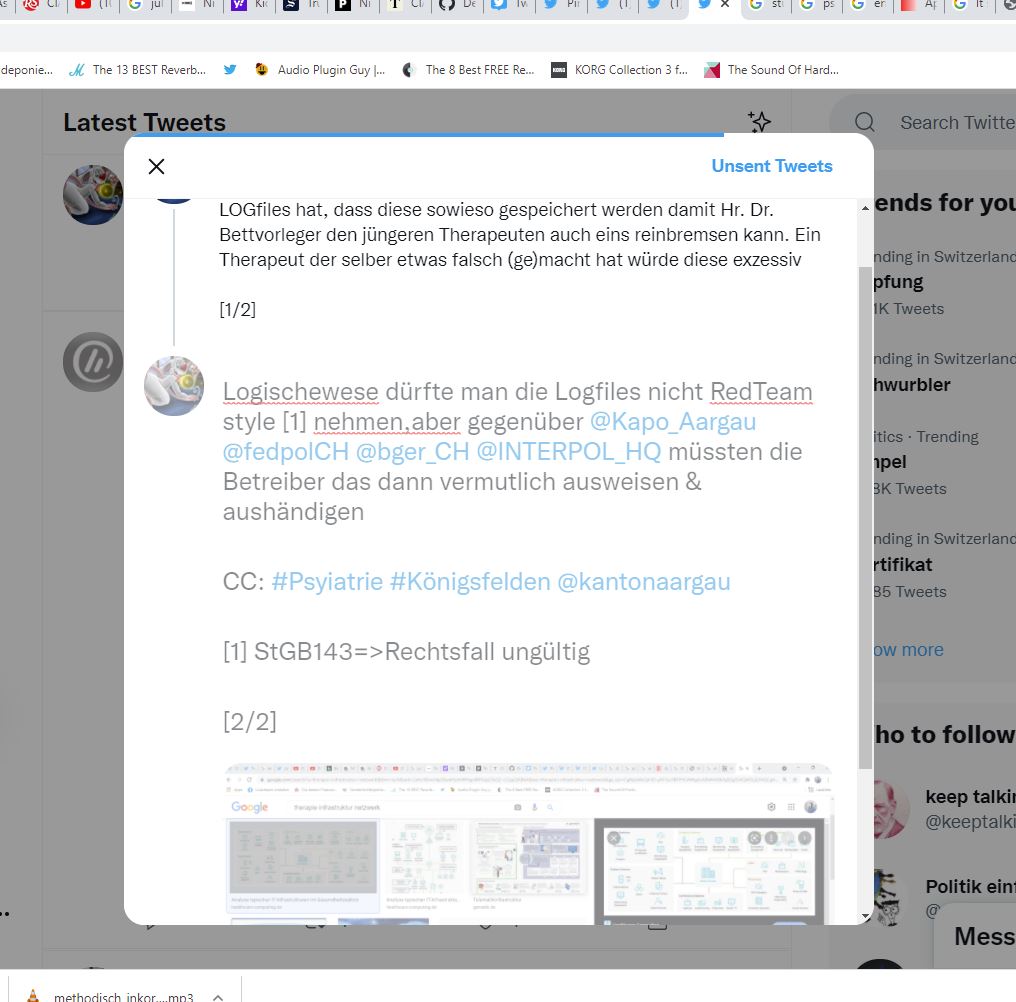 deponie...
The 13 BEST Reverb...
Audio Plugin Guy |...
The 8 Best FREE Re...
KORG
KORG Collection 3 f...
The Sound Of Hard...
Latest Tweets
Search Twitte
Unsent Tweets
LOGfiles hat, dass diese sowieso gespeichert werden damit Hr. Dr.
Bettvorleger den jüngeren Therapeuten auch eins reinbremsen kann. Ein
Therapeut der selber etwas falsch (ge)macht hat würde diese exzessiv
[1/2]
Logischewese dürfte man die Logfiles nicht RedTeam
style [1] nehmen,aber gegenüber @Kapo_Aargau
@fedpolCH @bger_CH @INTERPOL_HQ müssten die
Betreiber das dann vermutlich ausweisen &
aushändigen
CC: #Psyiatrie #Königsfelden @kantonaargau
[1] StGB143=>Rechtsfall ungültig
[2/2]
Google
therapie infrastruktur netzwerk
ends for you
nding in Switzerland
pfung
1K Tweets
nding in Switzerland
hwurbler
itics · Trending
npel
8K Tweets
nding in Switzerland
rtifikat
85 Tweets
ow more
ho to follow
keep talkin
@keeptalki
Politik einf
@
Mess
methodisch_inkor....mp3